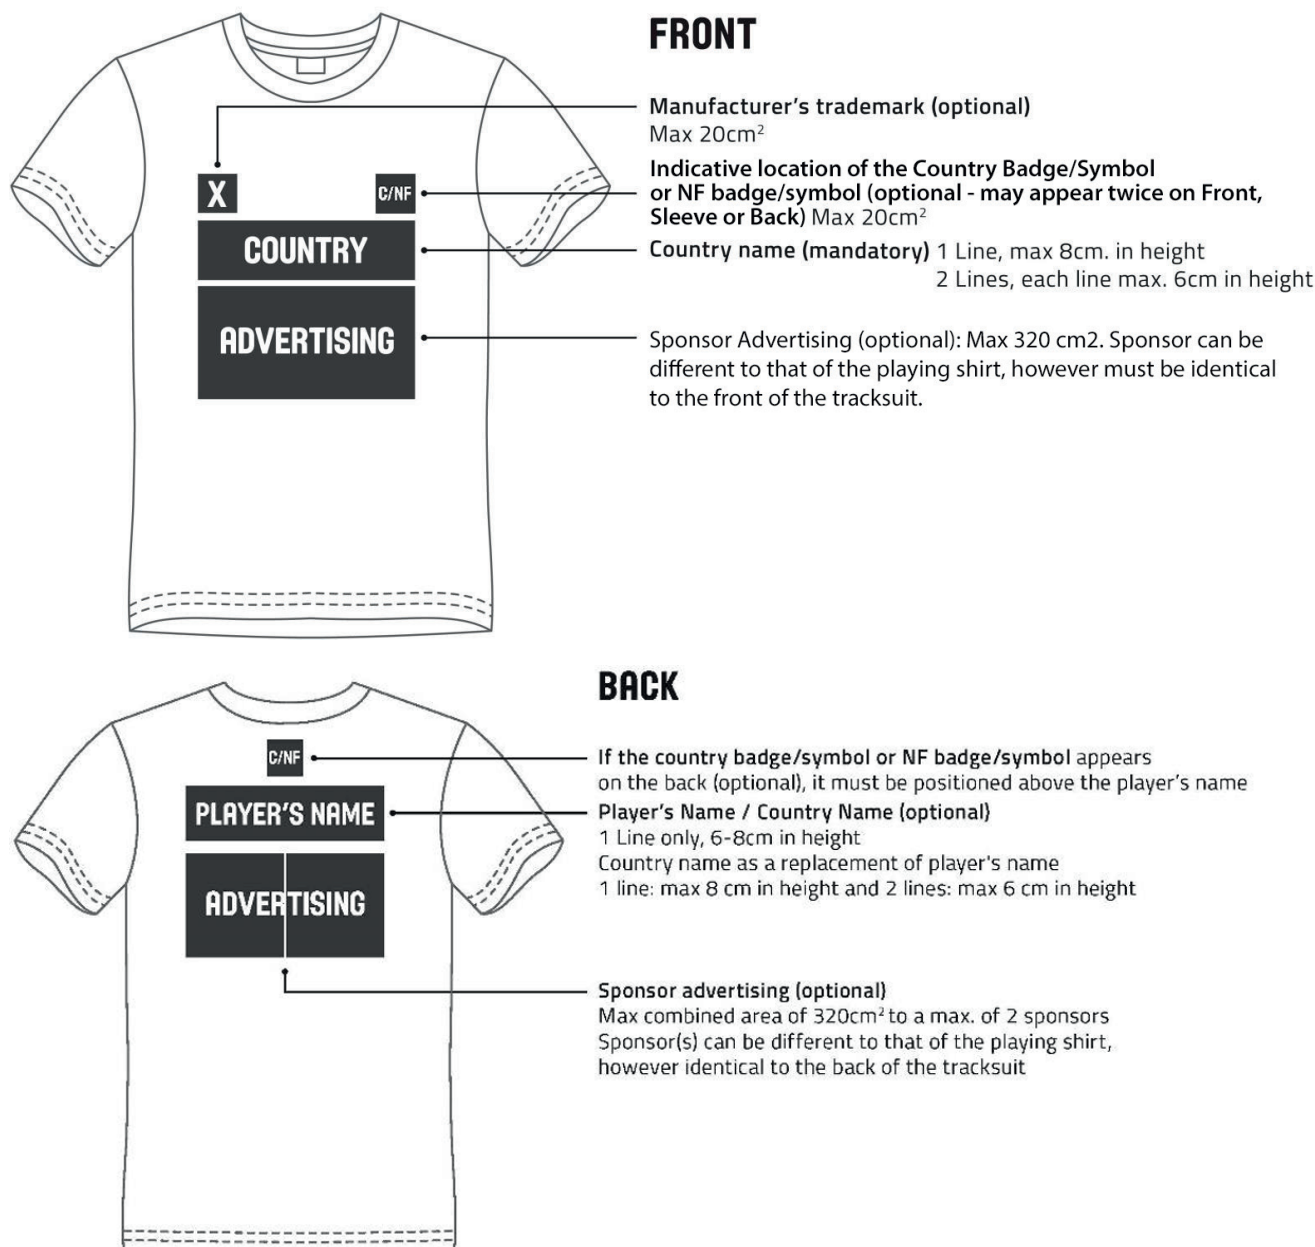 FRONT
Manufacturer's trademark (optional)
Max 20cm²
Indicative location of the Country Badge/Symbol
or NF badge/symbol (optional - may appear twice on Front,
Sleeve or Back) Max 20cm²
X
C/NF
COUNTRY
Country name (mandatory) 1 Line, max 8cm. in height
2 Lines, each line max. 6cm in height
ADVERTISING
Sponsor Advertising (optional): Max 320 cm2. Sponsor can be
different to that of the playing shirt, however must be identical
to the front of the tracksuit.
BACK
C/NF
If the country badge/symbol or NF badge/symbol appears
on the back (optional), it must be positioned above the player's name
PLAYER'S NAME
Player's Name / Country Name (optional)
1 Line only, 6-8cm in height
Country name as a replacement of player's name
1 line: max 8 cm in height and 2 lines: max 6 cm in height
ADVERTISING
Sponsor advertising (optional)
Max combined area of 320cm² to a max. of 2 sponsors
Sponsor(s) can be different to that of the playing shirt,
however identical to the back of the tracksuit